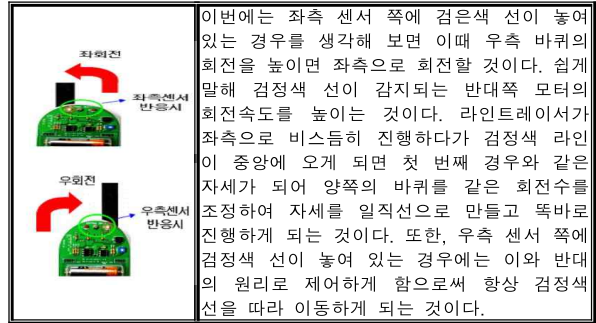 좌회전
좌측센서
반응시
우회전
우측센서
반응시
이번에는 좌측 센서 쪽에 검은색 선이 놓여
있는 경우를 생각해 보면 이때 우측 바퀴의
회전을 높이면 좌측으로 회전할 것이다. 쉽게
말해 검정색 선이 감지되는 반대쪽 모터의
회전속도를 높이는 것이다. 라인트레이서가
좌측으로 비스듬히 진행하다가 검정색 라인
이 중앙에 오게 되면 첫 번째 경우와 같은
자세가 되어 양쪽의 바퀴를 같은 회전수를
조정하여 자세를 일직선으로 만들고 똑바로
진행하게 되는 것이다. 또한, 우측 센서 쪽에
검정색 선이 놓여 있는 경우에는 이와 반대
의 원리로 제어하게 함으로써 항상 검정색
선을 따라 이동하게 되는 것이다.